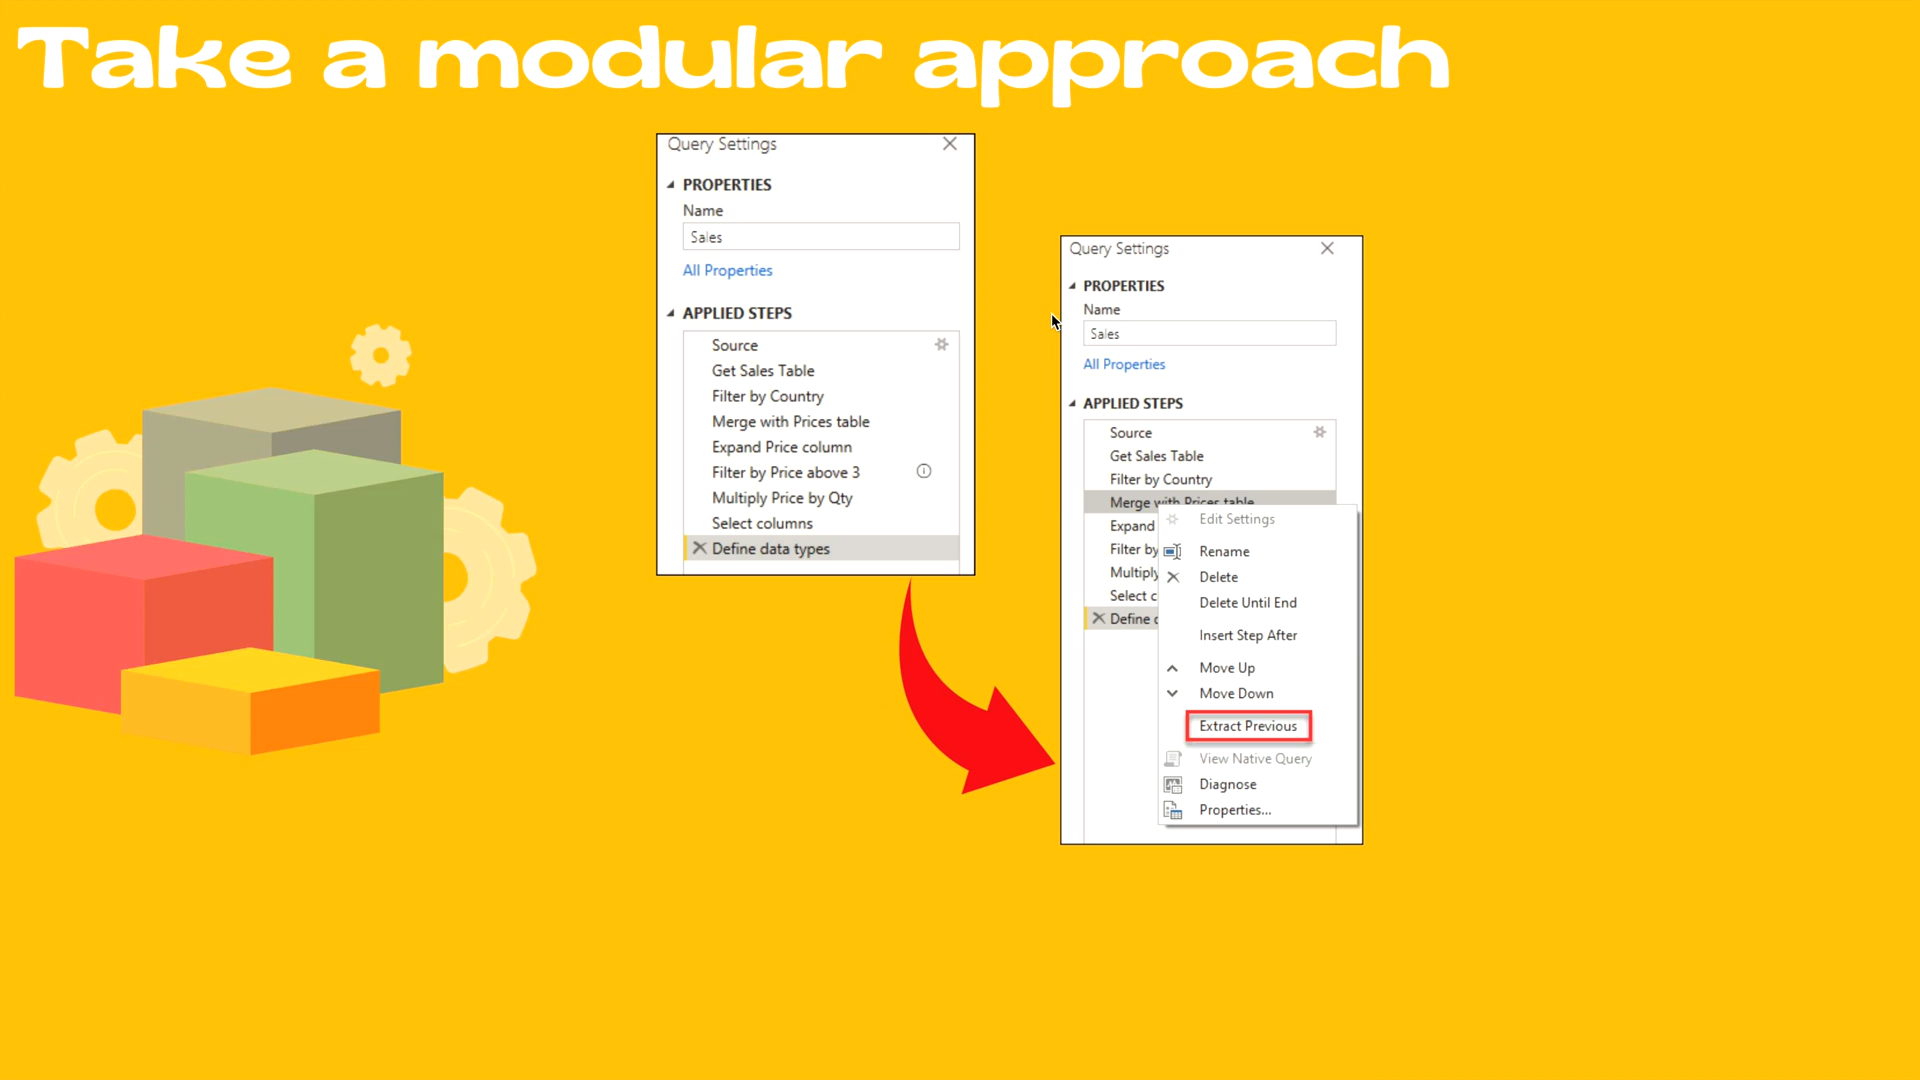 Take a modular approach
Query Settings
PROPERTIES
Name
Sales
All Properties
APPLIED STEPS
Source
Get Sales Table
Filter by Country
Merge with Prices table
Expand Price column
Filter by Price above 3
Multiply Price by Qty
Select columns
Define data types
Query Settings
PROPERTIES
Name
Sales
All Properties
APPLIED STEPS
Source
Get Sales Table
Filter by Country
Merge with Prices table
Expand
Filter by
Multiply
Select c
Define d
Edit Settings
Rename
Delete
Delete Until End
Insert Step After
Move Up
Move Down
Extract Previous
View Native Query
Diagnose
Properties...